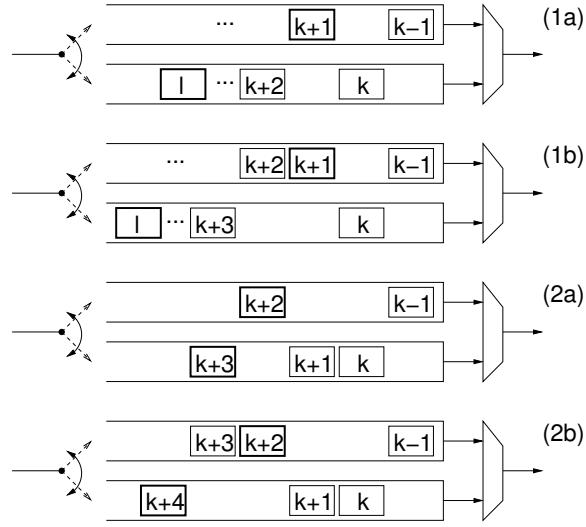 ... k+1 k−1 (1a)
l ... k+2 k
... k+2 k+1 k−1 (1b)
l ... k+3 k
k+2 k−1 (2a)
k+3 k+1 k
k+3 k+2 k−1 (2b)
k+4 k+1 k